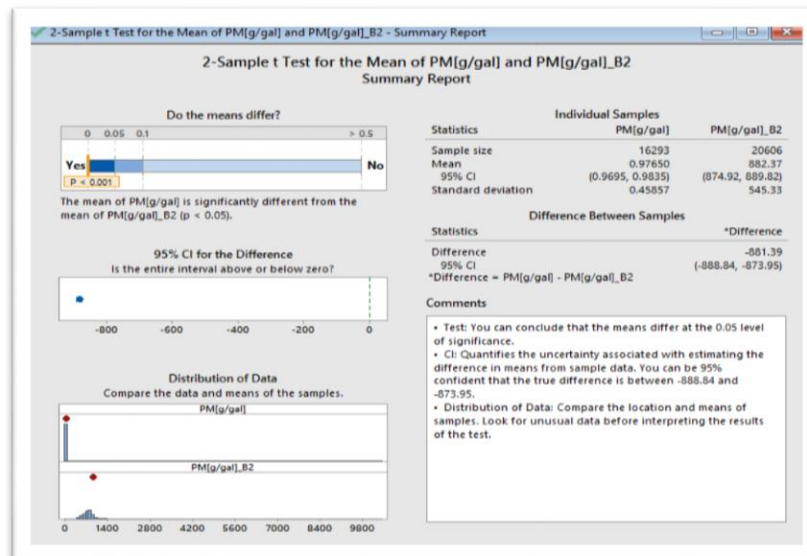 2-Sample t Test for the Mean of PM[g/gal] and PM[g/gal]_B2 - Summary Report
2-Sample t Test for the Mean of PM[g/gal] and PM[g/gal]_B2
Summary Report
Do the means differ?
0 0.05 0.1 > 0.5
Yes No
P < 0.001
The mean of PM[g/gal] is significantly different from the
mean of PM[g/gal]_B2 (p < 0.05).
95% CI for the Difference
Is the entire interval above or below zero?
-800 -600 -400 -200 0
Distribution of Data
Compare the data and means of the samples.
PM[g/gal]
PM[g/gal]_B2
0 1400 2800 4200 5600 7000 8400 9800
Individual Samples
Statistics PM[g/gal] PM[g/gal]_B2
Sample size 16293 20606
Mean 0.97650 882.37
95% CI (0.9695, 0.9835) (874.92, 889.82)
Standard deviation 0.45857 545.33
Difference Between Samples
Statistics *Difference
Difference -881.39
95% CI (-888.84, -873.95)
*Difference = PM[g/gal] - PM[g/gal]_B2
Comments
• Test: You can conclude that the means differ at the 0.05 level
of significance.
• CI: Quantifies the uncertainty associated with estimating the
difference in means from sample data. You can be 95%
confident that the true difference is between -888.84 and
-873.95.
• Distribution of Data: Compare the location and means of
samples. Look for unusual data before interpreting the results
of the test.